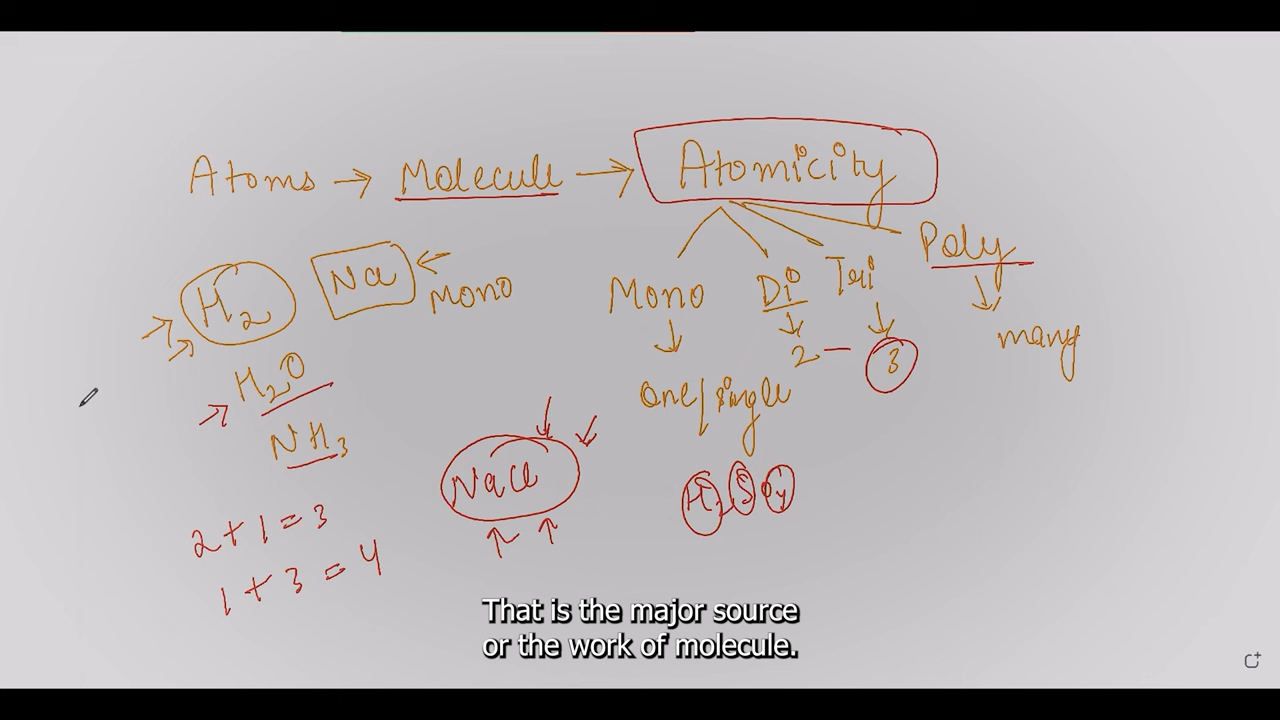 Atoms → Molecule → Atomicity
Poly
H2 Na ← Mono
Mono Di Tri
2 - 3
many
H2O
One/single
NH3
NaCl
H2SO4
2 + 1 = 3
1 + 3 = 4
That is the major source
or the work of molecule.